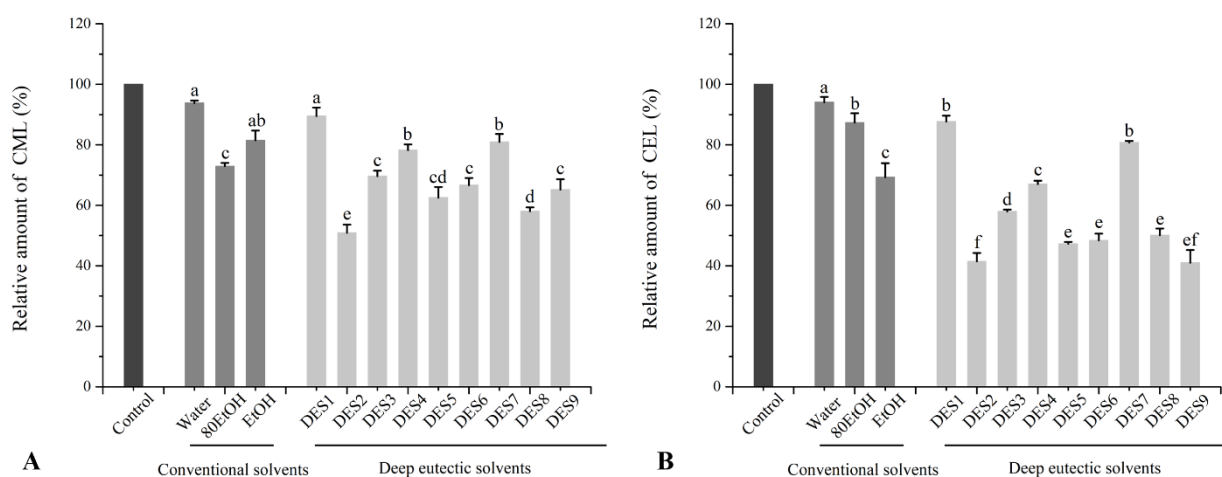 120
100
80
60
40
20
0
Relative amount of CML (%)
a
c
ab
a
e
c
b
cd
c
b
d
c
Control
Water
80EtOH
EtOH
DES1
DES2
DES3
DES4
DES5
DES6
DES7
DES8
DES9
Conventional solvents
Deep eutectic solvents
A
120
100
80
60
40
20
0
Relative amount of CEL (%)
a
b
c
b
f
d
c
e
e
b
e
ef
Control
Water
80EtOH
EtOH
DES1
DES2
DES3
DES4
DES5
DES6
DES7
DES8
DES9
Conventional solvents
Deep eutectic solvents
B